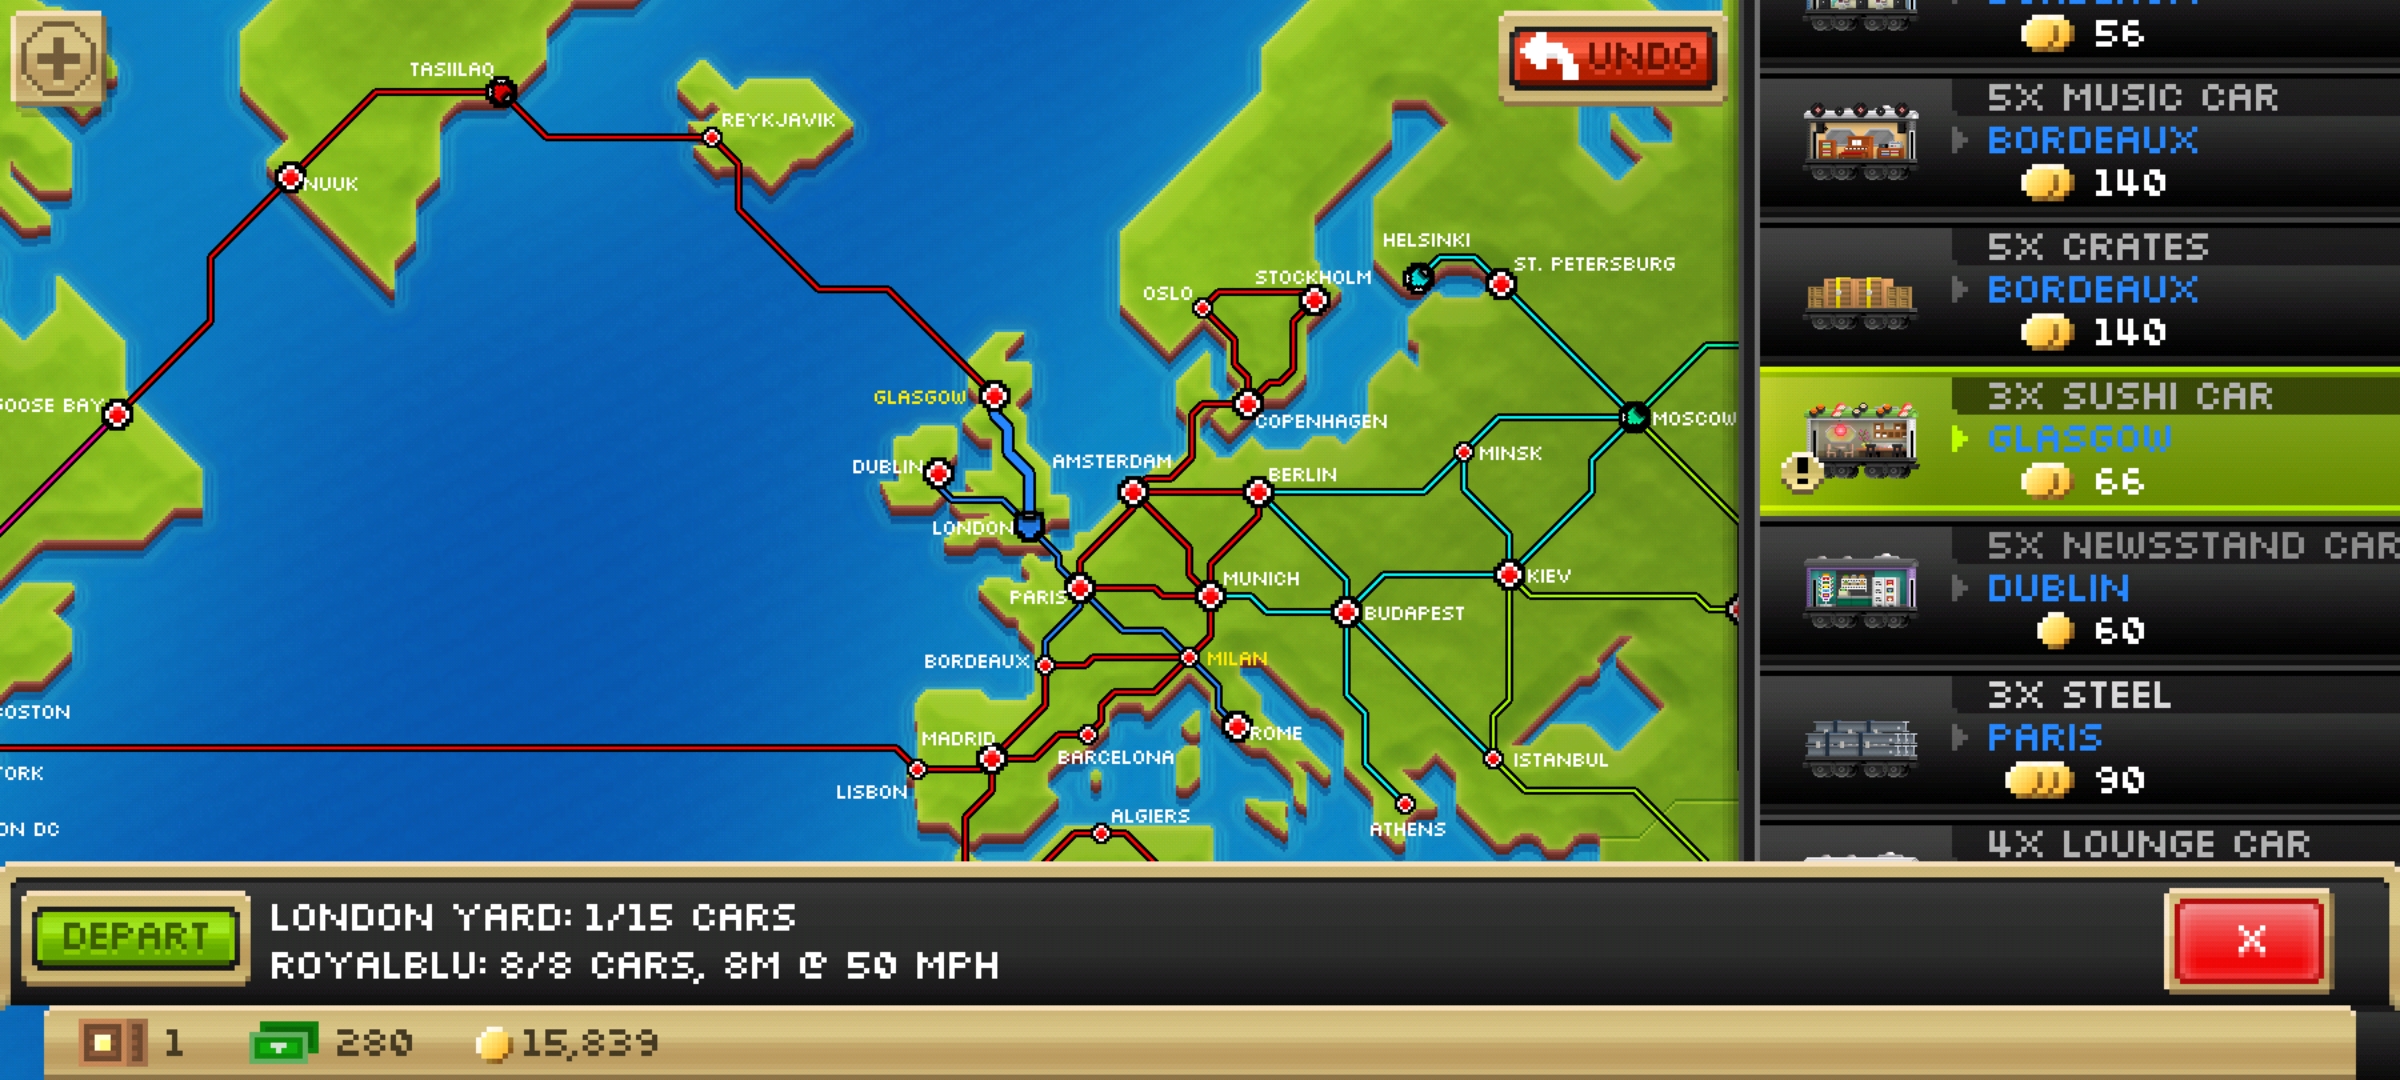 TASIILAQ
REYKJAVIK
NUUK
GOOSE BAY
UNDO
HELSINKI
ST. PETERSBURG
STOCKHOLM
OSLO
COPENHAGEN
MOSCOW
GLASGOW
DUBLIN
AMSTERDAM
BERLIN
MINSK
LONDON
PARIS
MUNICH
KIEV
BUDAPEST
BORDEAUX
MILAN
MADRID
ROME
BARCELONA
ISTANBUL
LISBON
ATHENS
ALGIERS
OSTON
ORK
ON DC
56
5X MUSIC CAR
BORDEAUX
140
5X CRATES
BORDEAUX
140
3X SUSHI CAR
GLASGOW
66
5X NEWSSTAND CAR
DUBLIN
60
3X STEEL
PARIS
90
4X LOUNGE CAR
DEPART
LONDON YARD: 1/15 CARS
ROYALBLU: 8/8 CARS, 8M @ 50 MPH
X
1
280
15,839